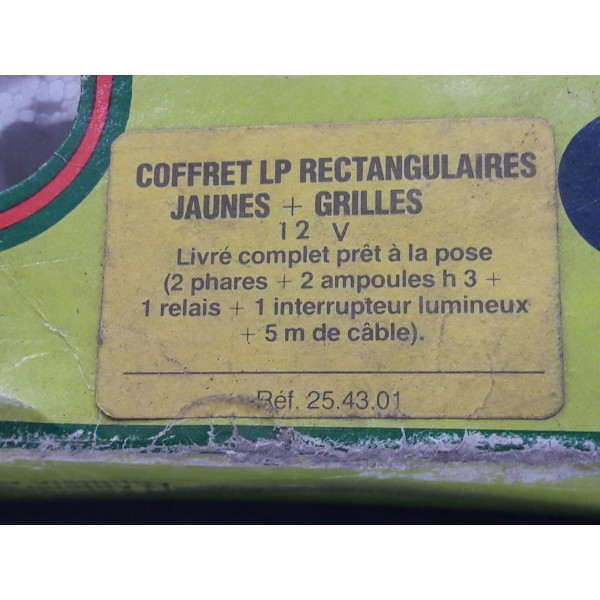 COFFRET LP RECTANGULAIRES
JAUNES + GRILLES
12 V
Livré complet prêt à la pose
(2 phares + 2 ampoules h 3 +
1 relais + 1 interrupteur lumineux
+ 5 m de câble).
Réf. 25.43.01